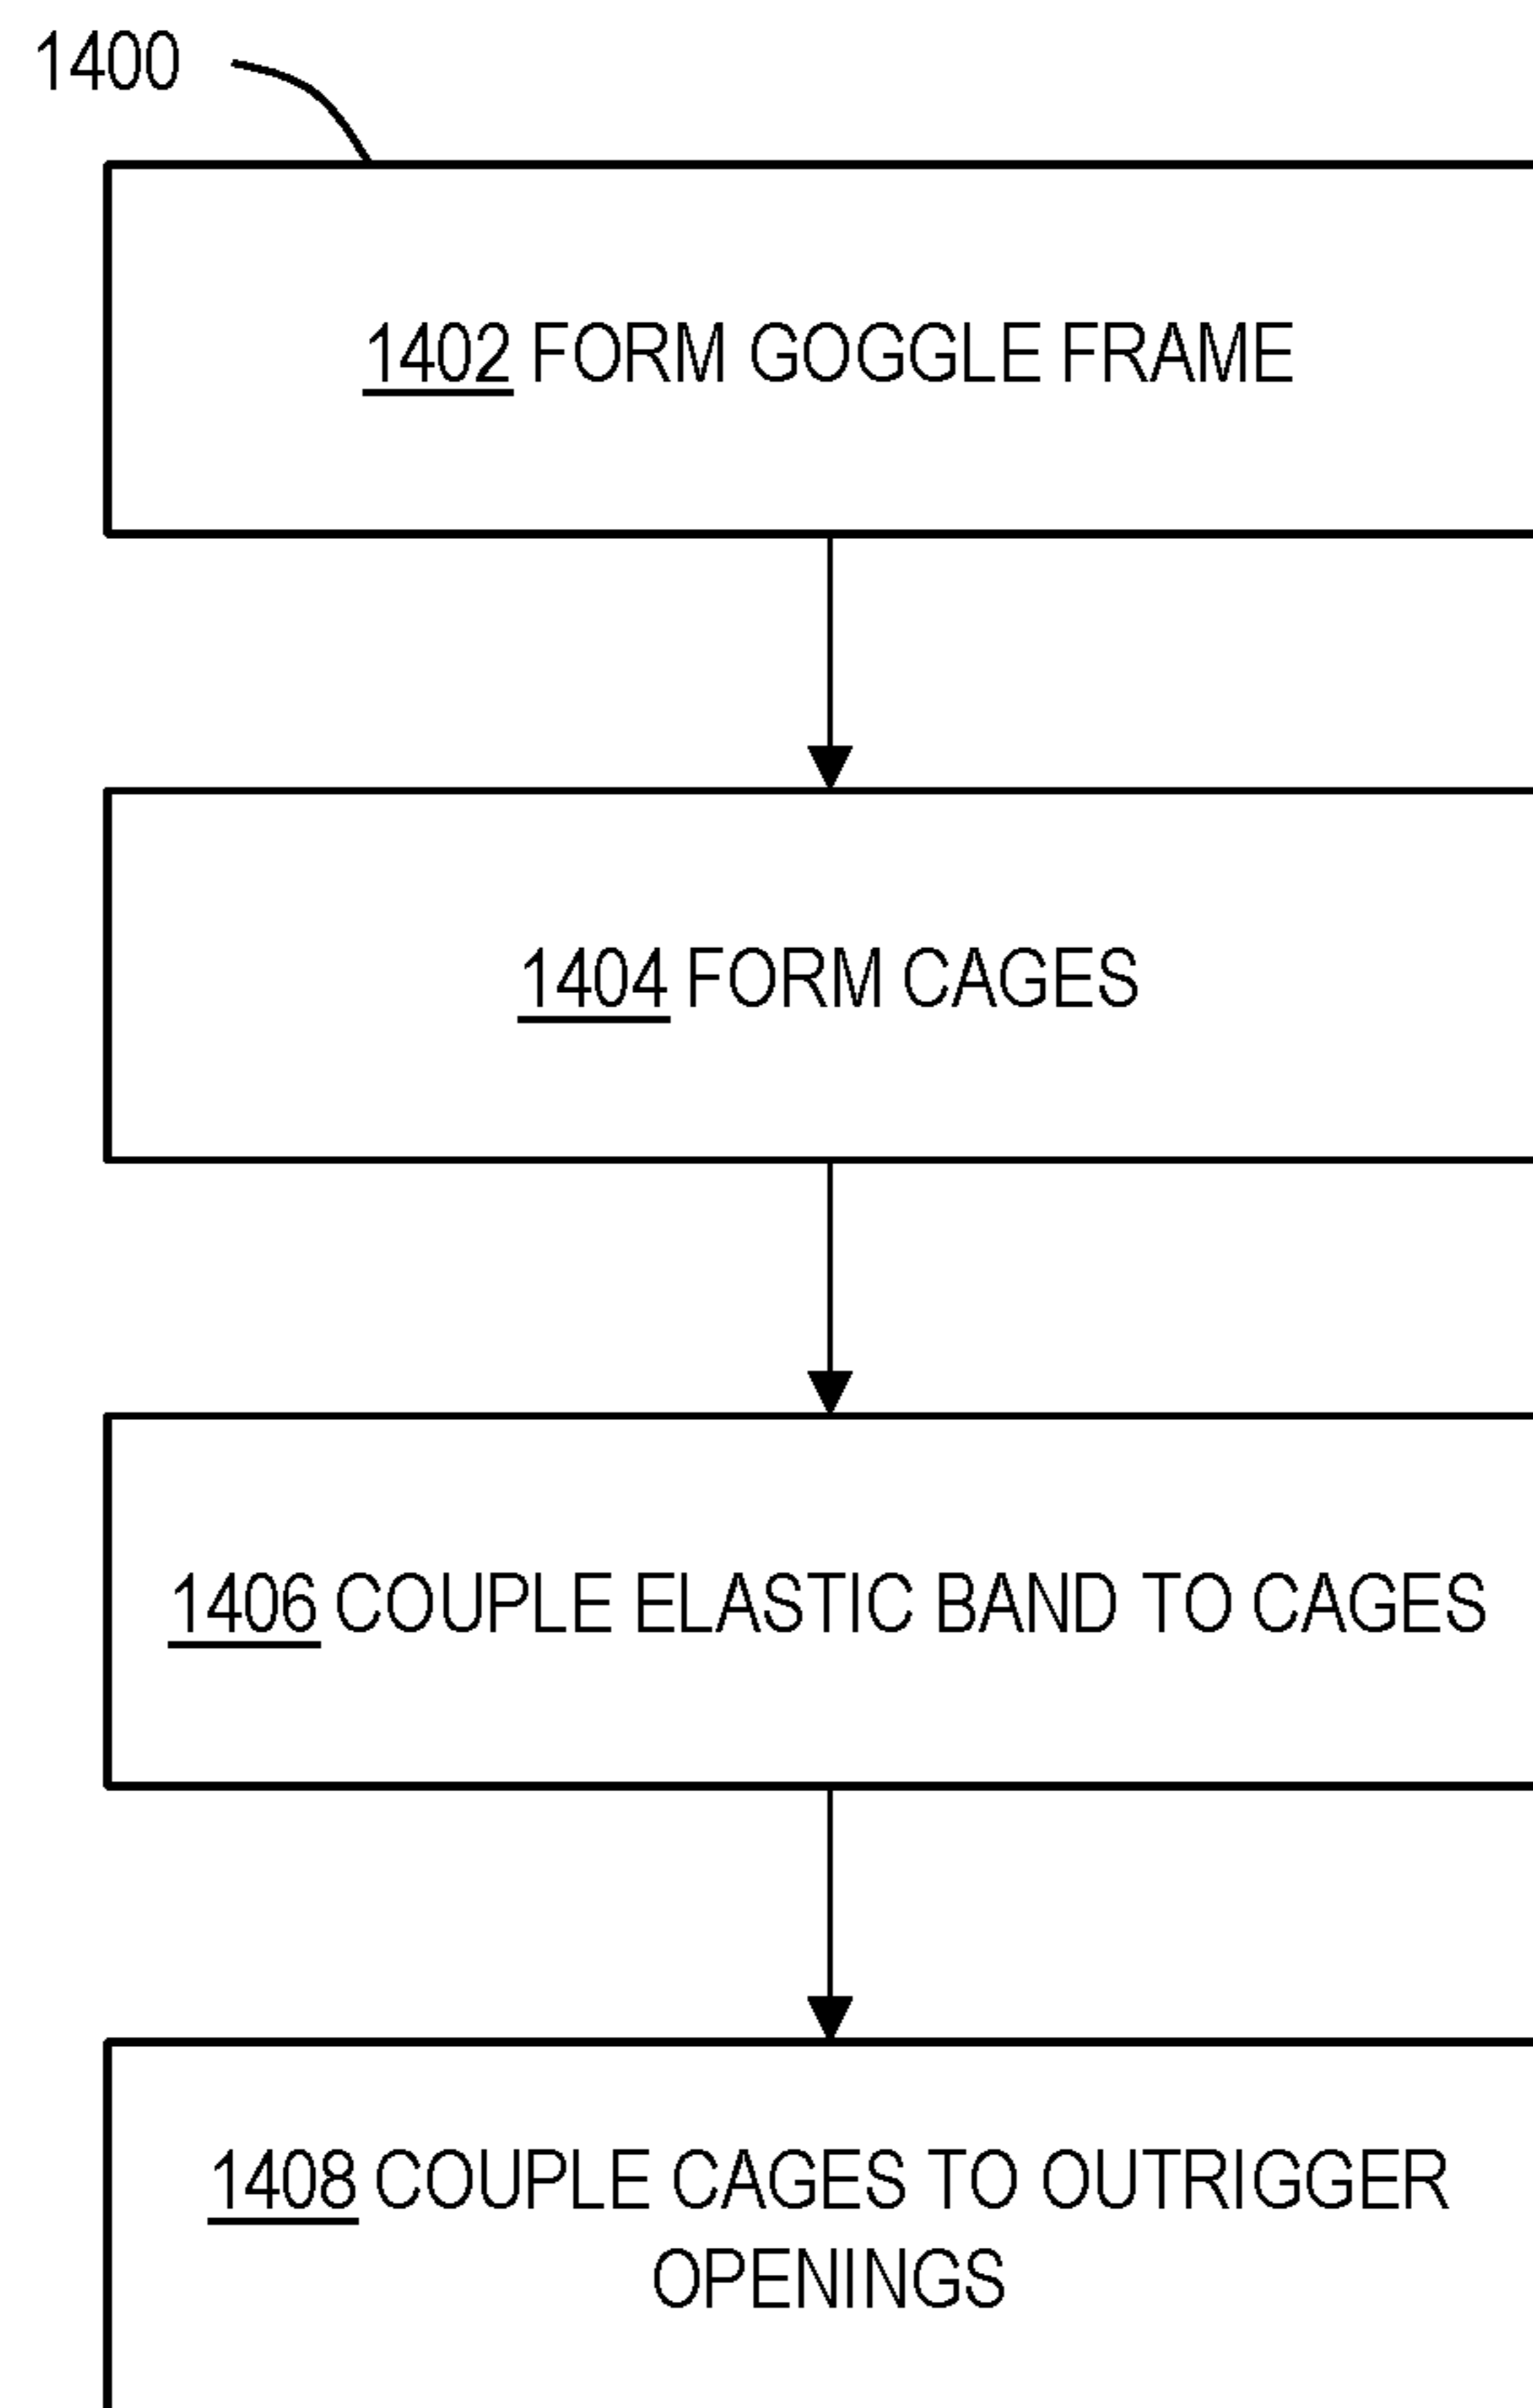 1400
1402 FORM GOGGLE FRAME
1404 FORM CAGES
1406 COUPLE ELASTIC BAND TO CAGES
1408 COUPLE CAGES TO OUTRIGGER
OPENINGS